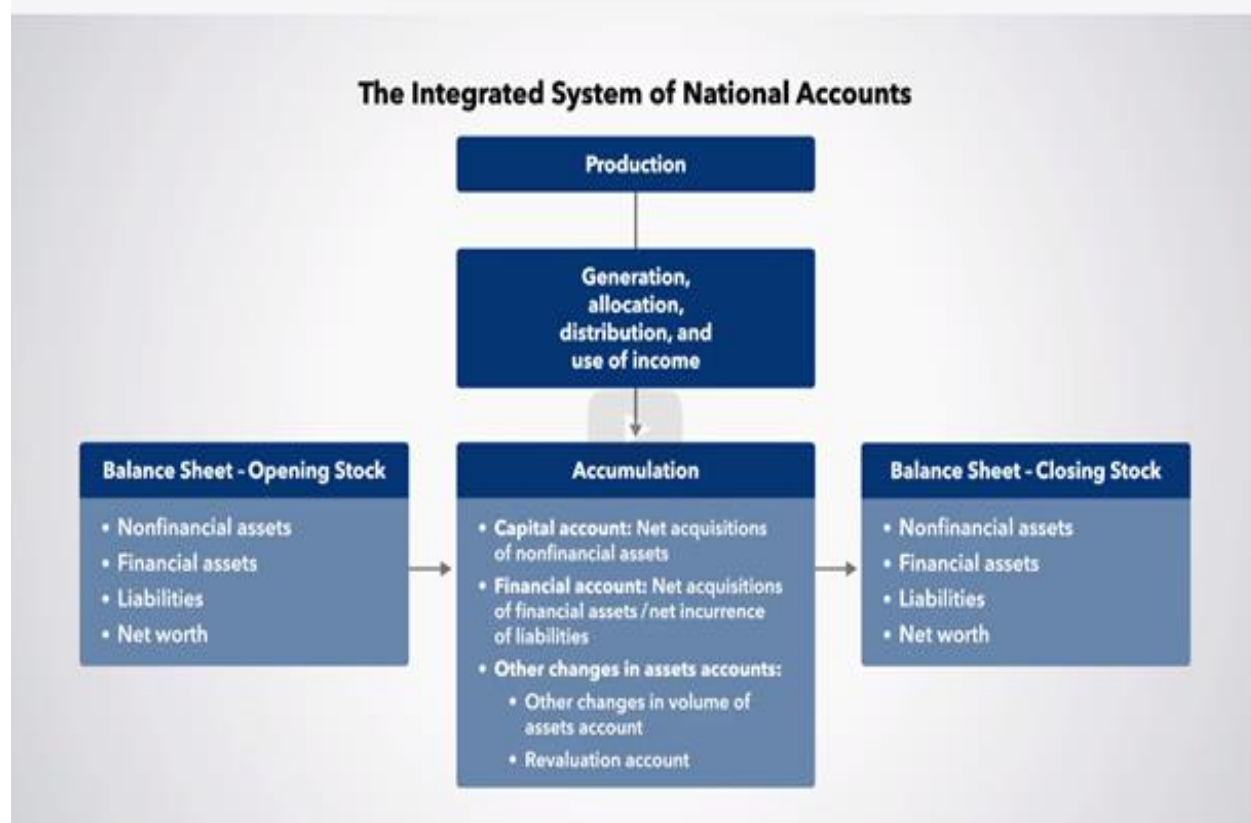 The Integrated System of National Accounts
Production
Generation,
allocation,
distribution, and
use of income
Balance Sheet - Opening Stock
• Nonfinancial assets
• Financial assets
• Liabilities
• Net worth
Accumulation
• Capital account: Net acquisitions
of nonfinancial assets
• Financial account: Net acquisitions
of financial assets / net incurrence
of liabilities
• Other changes in assets accounts:
• Other changes in volume of
assets account
• Revaluation account
Balance Sheet - Closing Stock
• Nonfinancial assets
• Financial assets
• Liabilities
• Net worth